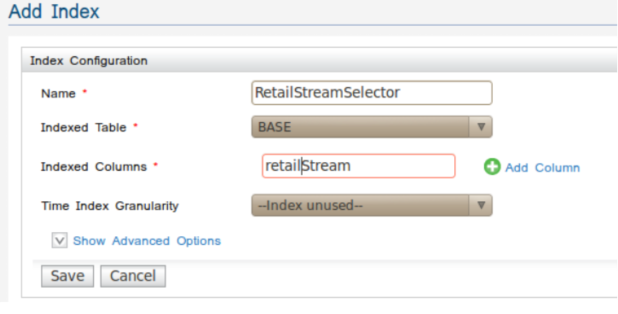 Add Index
Index Configuration
Name *
RetailStreamSelector
Indexed Table *
BASE
Indexed Columns *
retailStream
Add Column
Time Index Granularity
--Index unused--
Show Advanced Options
Save
Cancel